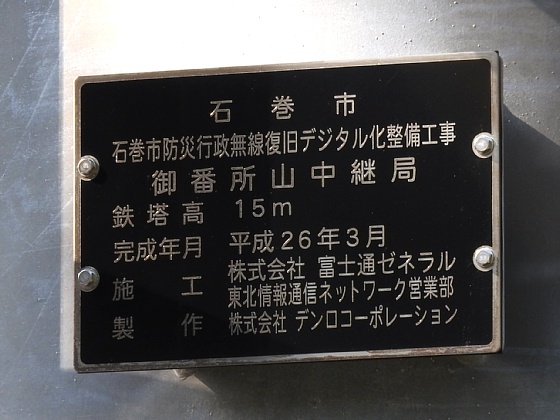 石巻市
石巻市防災行政無線復旧デジタル化整備工事
御番所山中継局
鉄塔高 15m
完成年月 平成26年3月
施工 株式会社 富士通ゼネラル
東北情報通信ネットワーク営業部
製作 株式会社 デンロコーポレーション